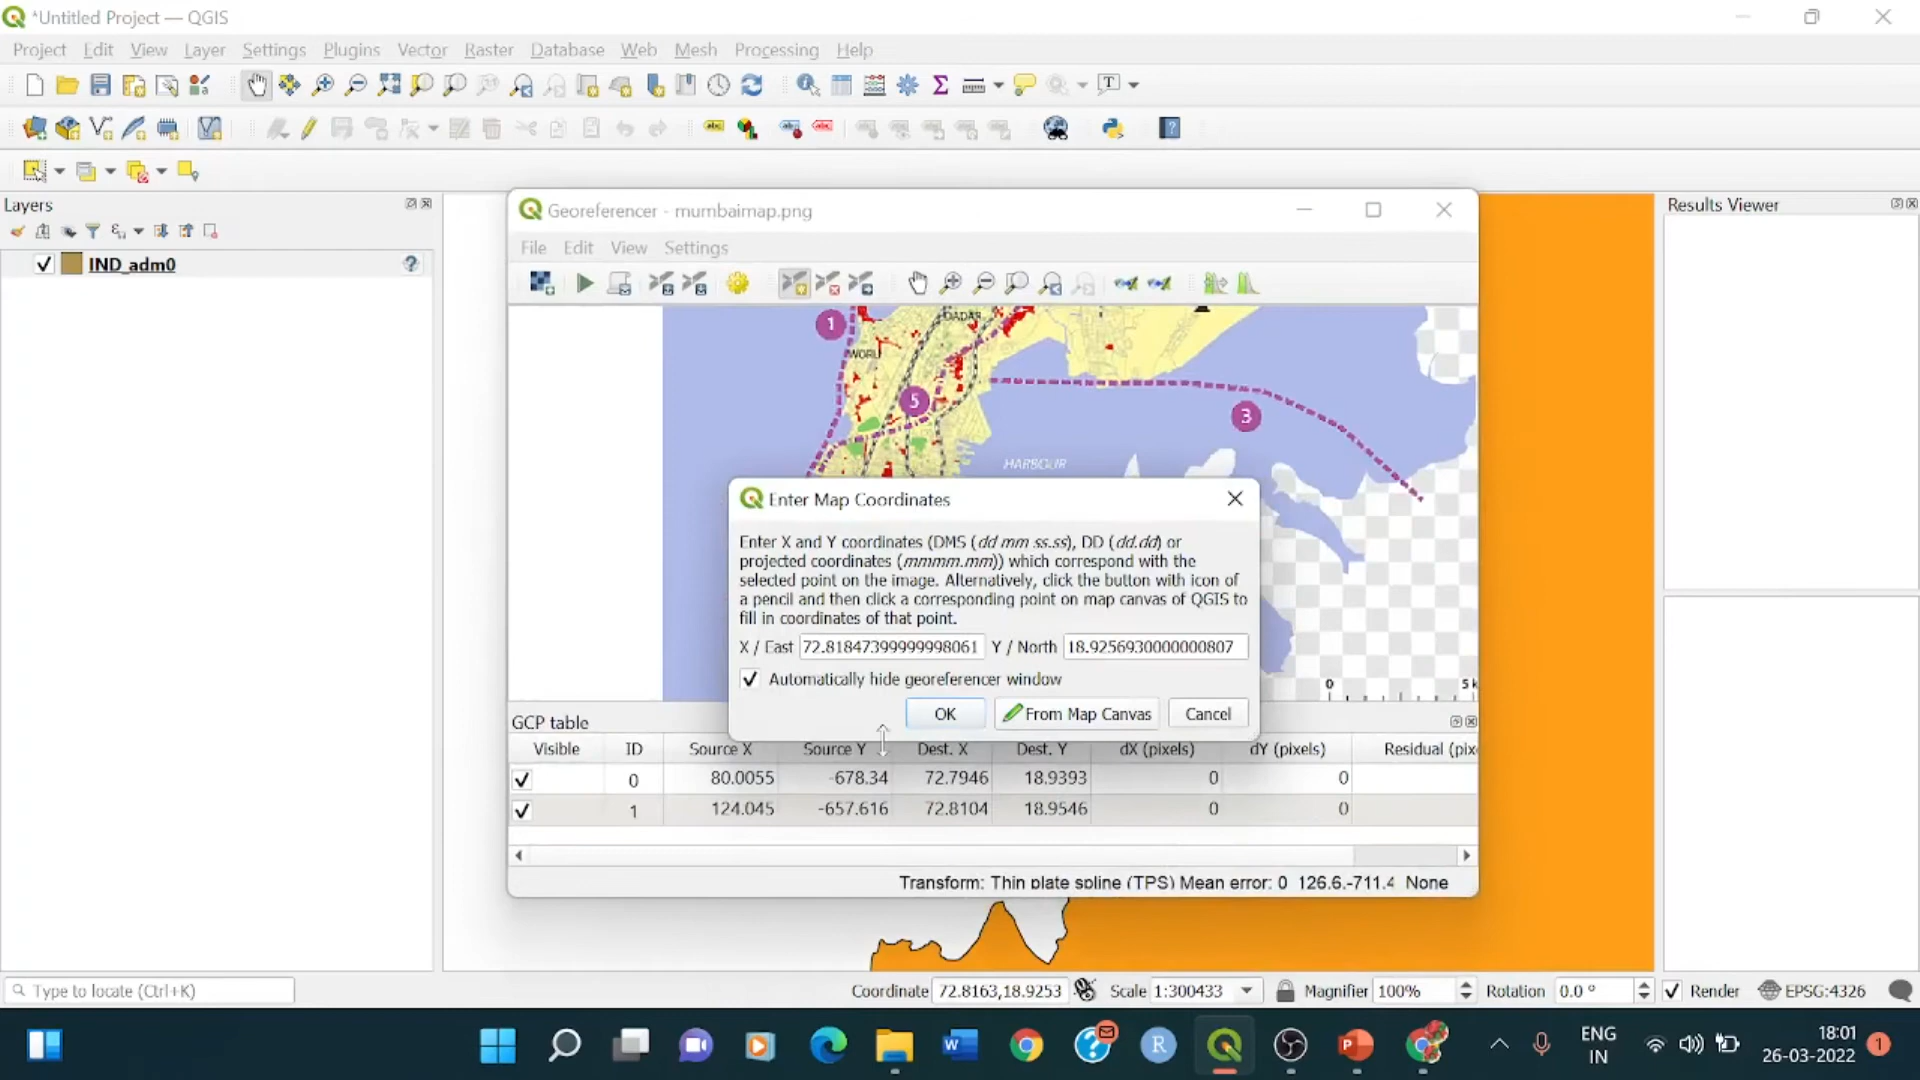 *Untitled Project — QGIS
Project Edit View Layer Settings Plugins Vector Raster Database Web Mesh Processing Help
Layers
IND_adm0
Georeferencer - mumbaimap.png
File Edit View Settings
1
DADAR
WORLI
5
3
HARBOUR
Enter Map Coordinates
Enter X and Y coordinates (DMS (dd mm ss.ss), DD (dd.dd) or
projected coordinates (mmmm.mm)) which correspond with the
selected point on the image. Alternatively, click the button with icon of
a pencil and then click a corresponding point on map canvas of QGIS to
fill in coordinates of that point.
X / East 72.81847399999998061 Y / North 18.9256930000000807
Automatically hide georeferencer window
OK From Map Canvas Cancel
0 5 k
GCP table
Visible ID Source X Source Y Dest. X Dest. Y dX (pixels) dY (pixels) Residual (pix
0 80.0055 -678.34 72.7946 18.9393 0 0
1 124.045 -657.616 72.8104 18.9546 0 0
Transform: Thin plate spline (TPS) Mean error: 0 126.6,-711.4 None
Results Viewer
Type to locate (Ctrl+K)
Coordinate 72.8163,18.9253 Scale 1:300433 Magnifier 100% Rotation 0.0 ° Render EPSG:4326
ENG
IN
18:01
26-03-2022
1